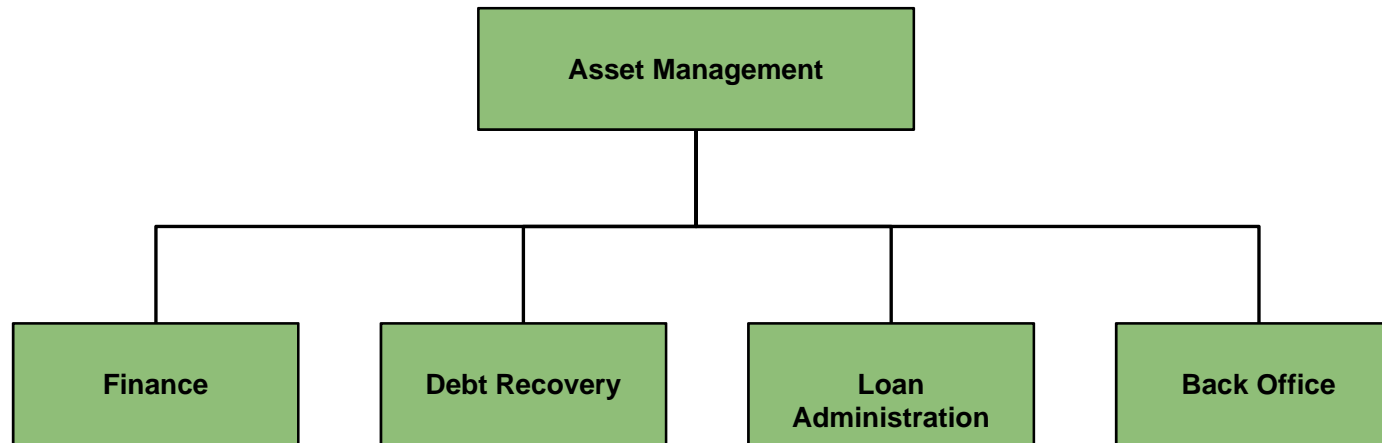 Asset Management
Finance
Debt Recovery
Loan
Administration
Back Office